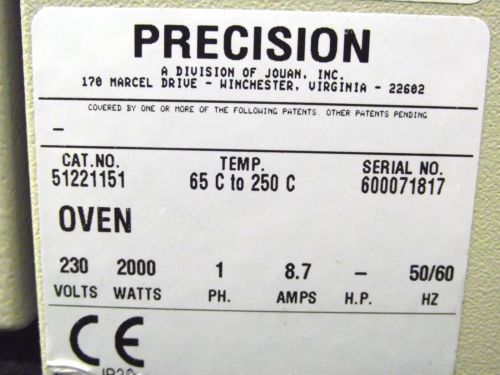 PRECISION
A DIVISION OF JOUAN, INC.
170 MARCEL DRIVE - WINCHESTER, VIRGINIA - 22602
COVERED BY ONE OR MORE OF THE FOLLOWING PATENTS. OTHER PATENTS PENDING
–
CAT.NO. TEMP. SERIAL NO.
51221151 65 C to 250 C 600071817
OVEN
230 2000 1 8.7 – 50/60
VOLTS WATTS PH. AMPS H.P. HZ
CE